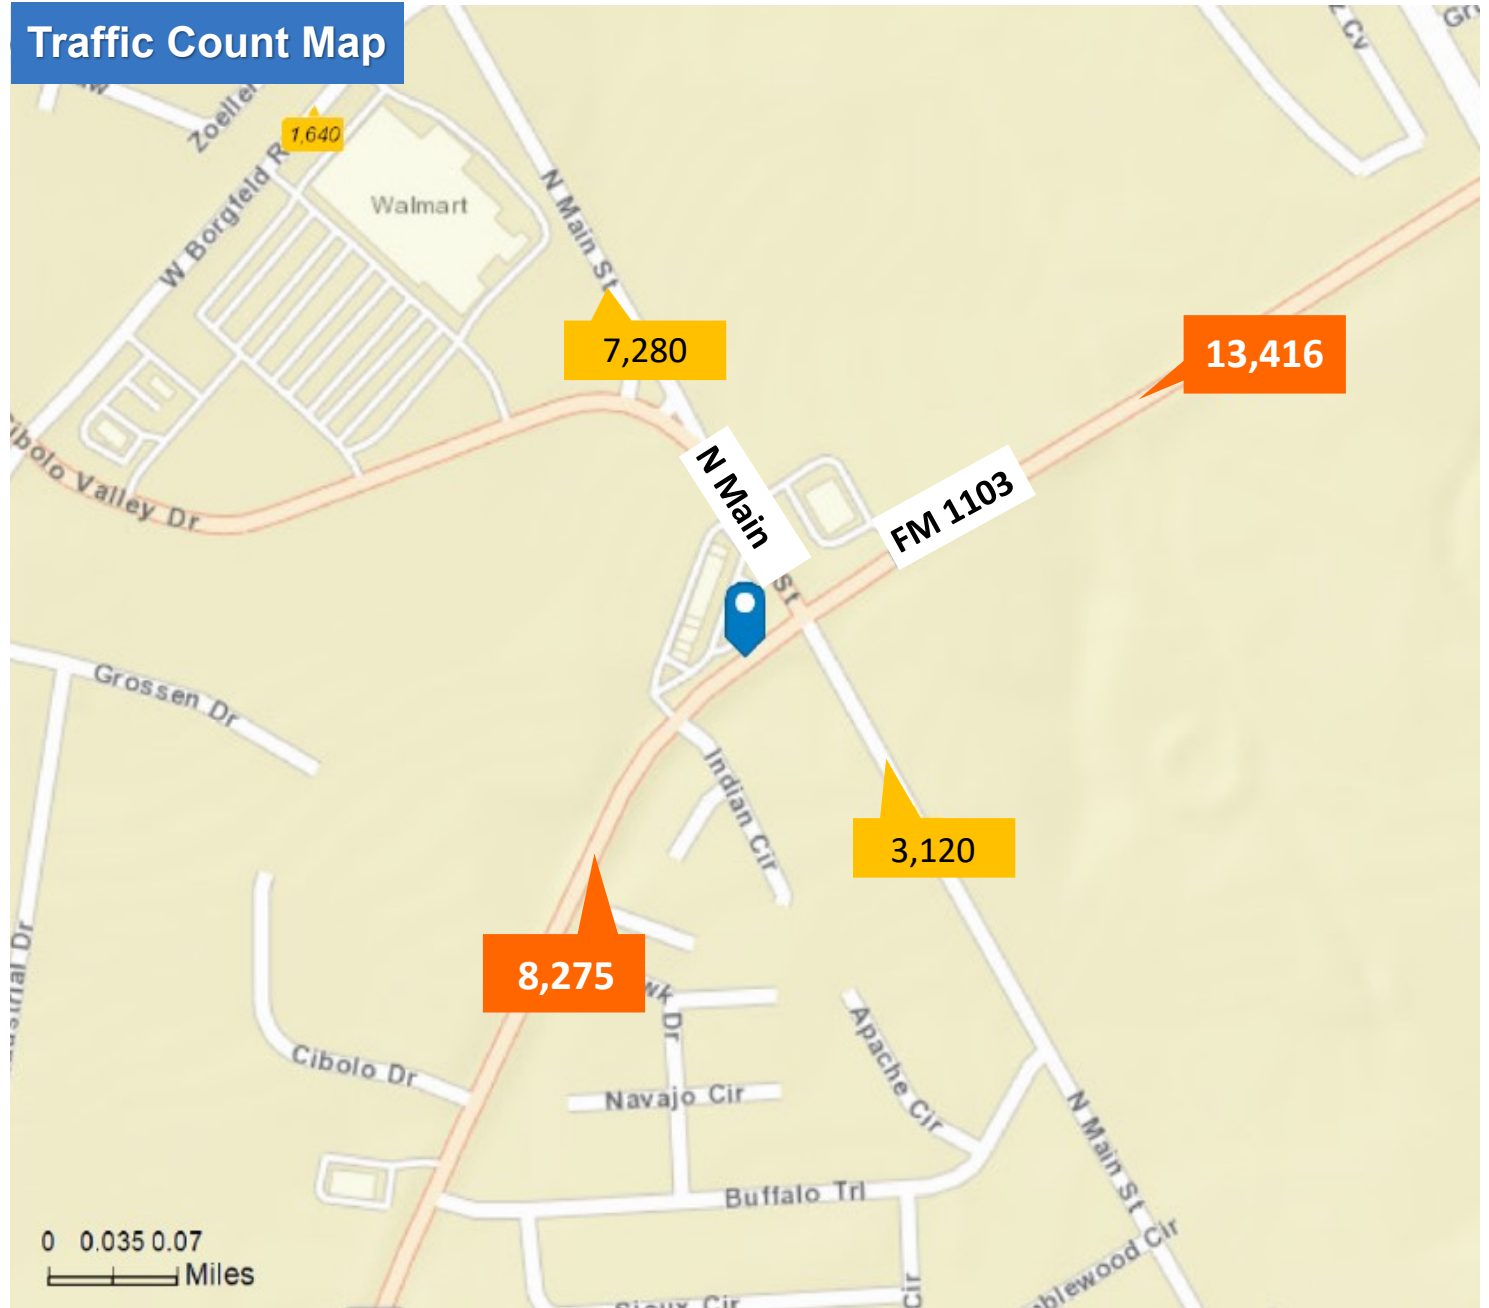 Traffic Count Map
1,640
W Borgfeld R
Walmart
N Main St
7,280
13,416
Valley Dr
N Main
St
FM 1103
Grossen Dr
Indian Cir
3,120
8,275
Dr
Cibolo Dr
Navajo Cir
Apache Cir
N Main St
Buffalo Trl
Cir
Cir
0 0.035 0.07
Miles
Cv